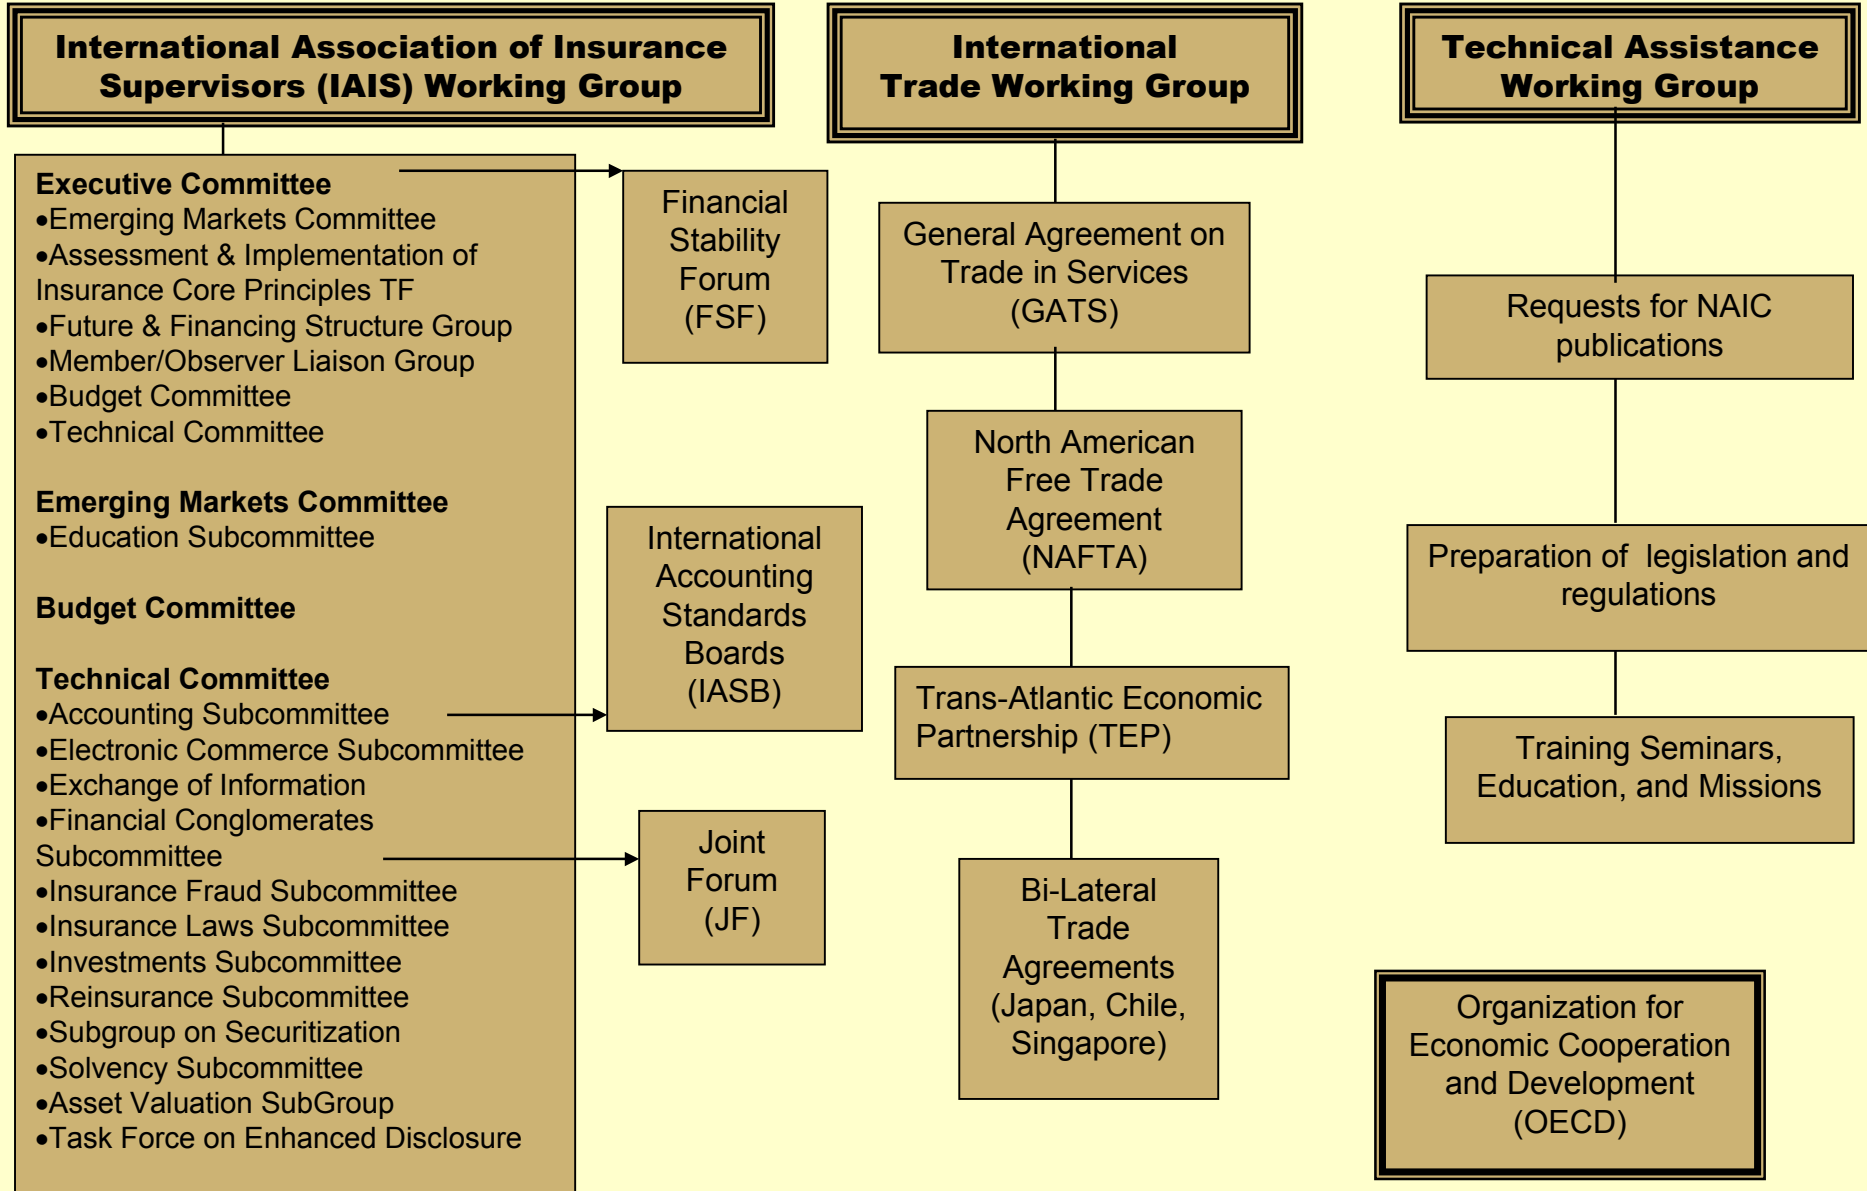 International Association of Insurance
Supervisors (IAIS) Working Group
Executive Committee
•Emerging Markets Committee
•Assessment & Implementation of
Insurance Core Principles TF
•Future & Financing Structure Group
•Member/Observer Liaison Group
•Budget Committee
•Technical Committee
Emerging Markets Committee
•Education Subcommittee
Budget Committee
Technical Committee
•Accounting Subcommittee
•Electronic Commerce Subcommittee
•Exchange of Information
•Financial Conglomerates
Subcommittee
•Insurance Fraud Subcommittee
•Insurance Laws Subcommittee
•Investments Subcommittee
•Reinsurance Subcommittee
•Subgroup on Securitization
•Solvency Subcommittee
•Asset Valuation SubGroup
•Task Force on Enhanced Disclosure
Financial
Stability
Forum
(FSF)
International
Accounting
Standards
Boards
(IASB)
Joint
Forum
(JF)
International
Trade Working Group
General Agreement on
Trade in Services
(GATS)
North American
Free Trade
Agreement
(NAFTA)
Trans-Atlantic Economic
Partnership (TEP)
Bi-Lateral
Trade
Agreements
(Japan, Chile,
Singapore)
Technical Assistance
Working Group
Requests for NAIC
publications
Preparation of legislation and
regulations
Training Seminars,
Education, and Missions
Organization for
Economic Cooperation
and Development
(OECD)